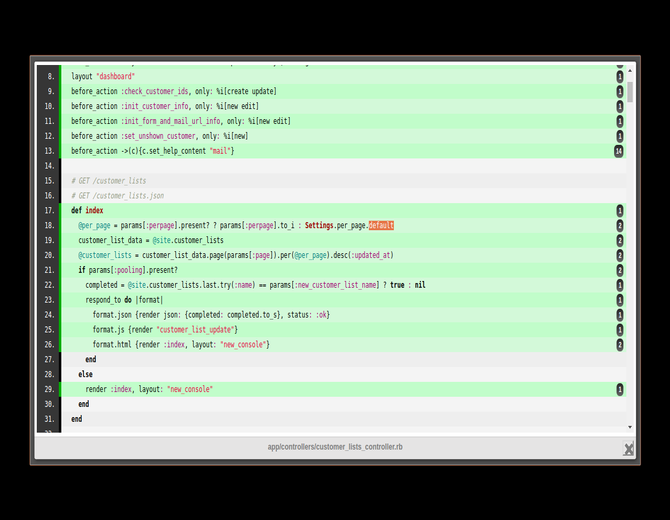 8. layout "dashboard" 1
9. before_action :check_customer_ids, only: %i[create update] 1
10. before_action :init_customer_info, only: %i[new edit] 1
11. before_action :init_form_and_mail_url_info, only: %i[new edit] 1
12. before_action :set_unshown_customer, only: %i[new] 1
13. before_action ->(c){c.set_help_content "mail"} 14
14.
15. # GET /customer_lists
16. # GET /customer_lists.json
17. def index 1
18. @per_page = params[:perpage].present? ? params[:perpage].to_i : Settings.per_page.default 2
19. customer_list_data = @site.customer_lists 2
20. @customer_lists = customer_list_data.page(params[:page]).per(@per_page).desc(:updated_at) 2
21. if params[:pooling].present? 2
22. completed = @site.customer_lists.last.try(:name) == params[:new_customer_list_name] ? true : nil 1
23. respond_to do |format| 1
24. format.json {render json: {completed: completed.to_s}, status: :ok} 1
25. format.js {render "customer_list_update"} 1
26. format.html {render :index, layout: "new_console"} 2
27. end
28. else
29. render :index, layout: "new_console" 1
30. end
31. end
app/controllers/customer_lists_controller.rb
X